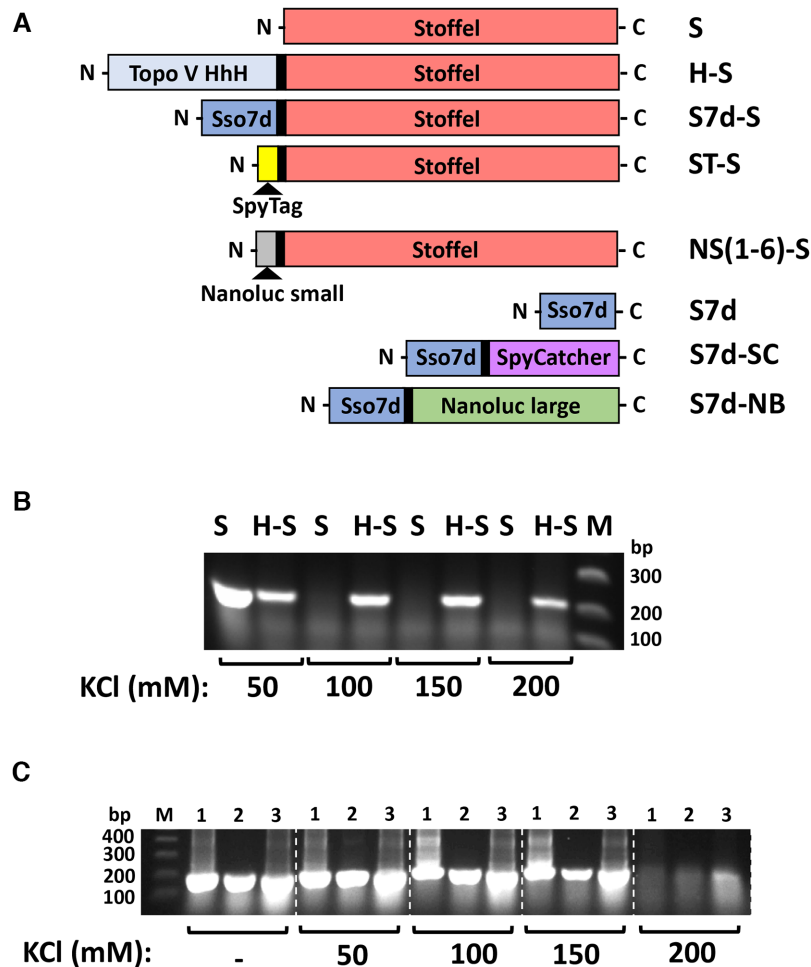 A
N - Stoffel - C S
N - Topo V HhH Stoffel - C H-S
N - Sso7d Stoffel - C S7d-S
N - Stoffel - C ST-S
SpyTag
N - Stoffel - C NS(1-6)-S
Nanoluc small
N - Sso7d - C S7d
N - Sso7d SpyCatcher - C S7d-SC
N - Sso7d Nanoluc large - C S7d-NB
B
S H-S S H-S S H-S S H-S M
bp
300
200
100
KCl (mM): 50 100 150 200
C
bp M 1 2 3 1 2 3 1 2 3 1 2 3 1 2 3
400
300
200
100
KCl (mM): - 50 100 150 200